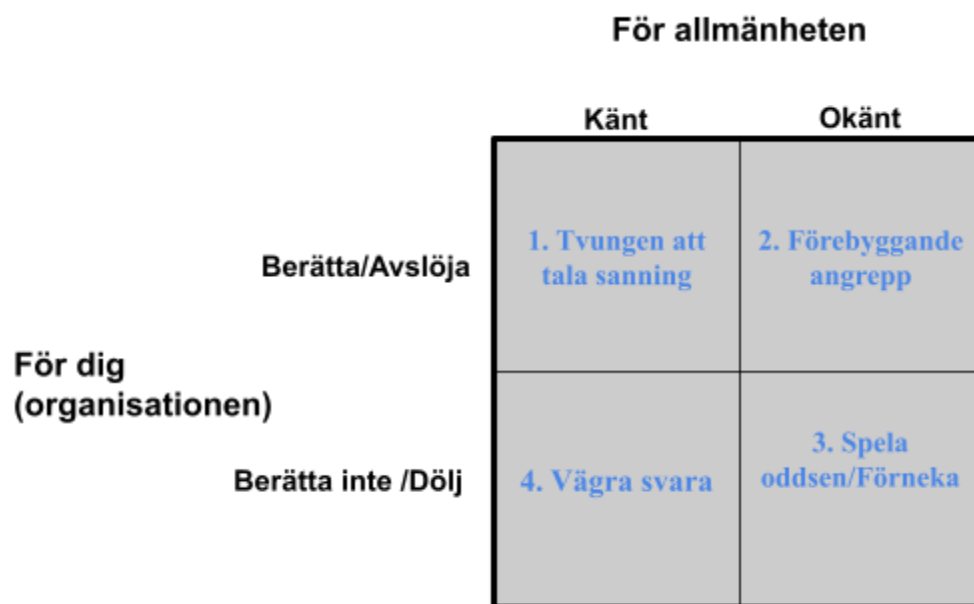 För allmänheten
Känt
Okänt
Berätta/Avslöja
1. Tvungen att
tala sanning
2. Förebyggande
angrepp
För dig
(organisationen)
Berätta inte /Dölj
4. Vägra svara
3. Spela
oddsen/Förneka